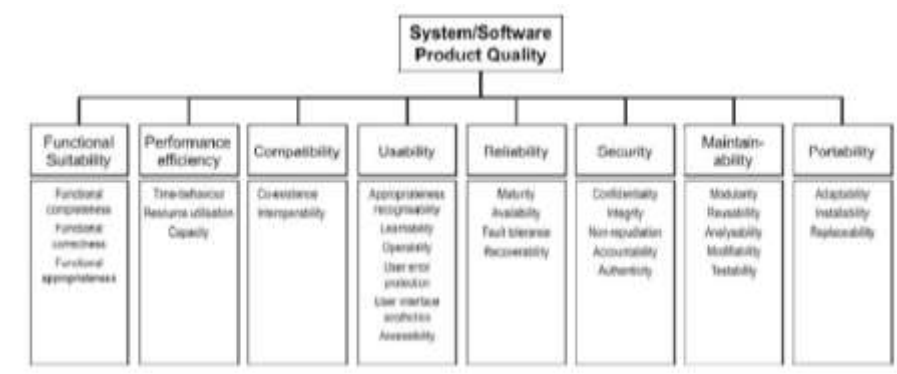 System/Software
Product Quality
Functional
Suitability
Performance
efficiency
Compatibility
Usability
Reliability
Security
Maintain-
ability
Portability
Functional
completeness
Functional
correctness
Functional
appropriateness
Time-behaviour
Resource utilisation
Capacity
Co-existence
Interoperability
Appropriateness
recognisability
Learnability
Operability
User error
protection
User interface
aesthetics
Accessibility
Maturity
Availability
Fault tolerance
Recoverability
Confidentiality
Integrity
Non-repudiation
Accountability
Authenticity
Modularity
Reusability
Analysability
Modifiability
Testability
Adaptability
Installability
Replaceability